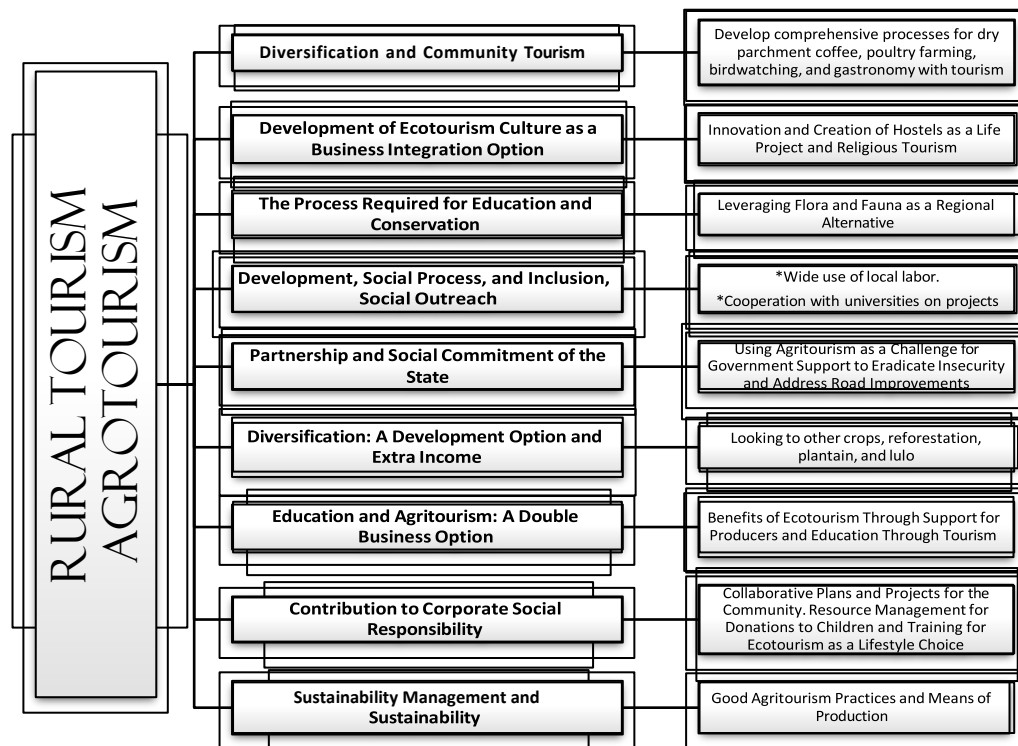 RURAL TOURISM
AGROTOURISM
Diversification and Community Tourism
Develop comprehensive processes for dry
parchment coffee, poultry farming,
birdwatching, and gastronomy with tourism
Development of Ecotourism Culture as a
Business Integration Option
Innovation and Creation of Hostels as a Life
Project and Religious Tourism
The Process Required for Education and
Conservation
Leveraging Flora and Fauna as a Regional
Alternative
Development, Social Process, and Inclusion,
Social Outreach
*Wide use of local labor.
*Cooperation with universities on projects
Partnership and Social Commitment of the
State
Using Agritourism as a Challenge for
Government Support to Eradicate Insecurity
and Address Road Improvements
Diversification: A Development Option and
Extra Income
Looking to other crops, reforestation,
plantain, and lulo
Education and Agritourism: A Double
Business Option
Benefits of Ecotourism Through Support for
Producers and Education Through Tourism
Contribution to Corporate Social
Responsibility
Collaborative Plans and Projects for the
Community. Resource Management for
Donations to Children and Training for
Ecotourism as a Lifestyle Choice
Sustainability Management and
Sustainability
Good Agritourism Practices and Means of
Production